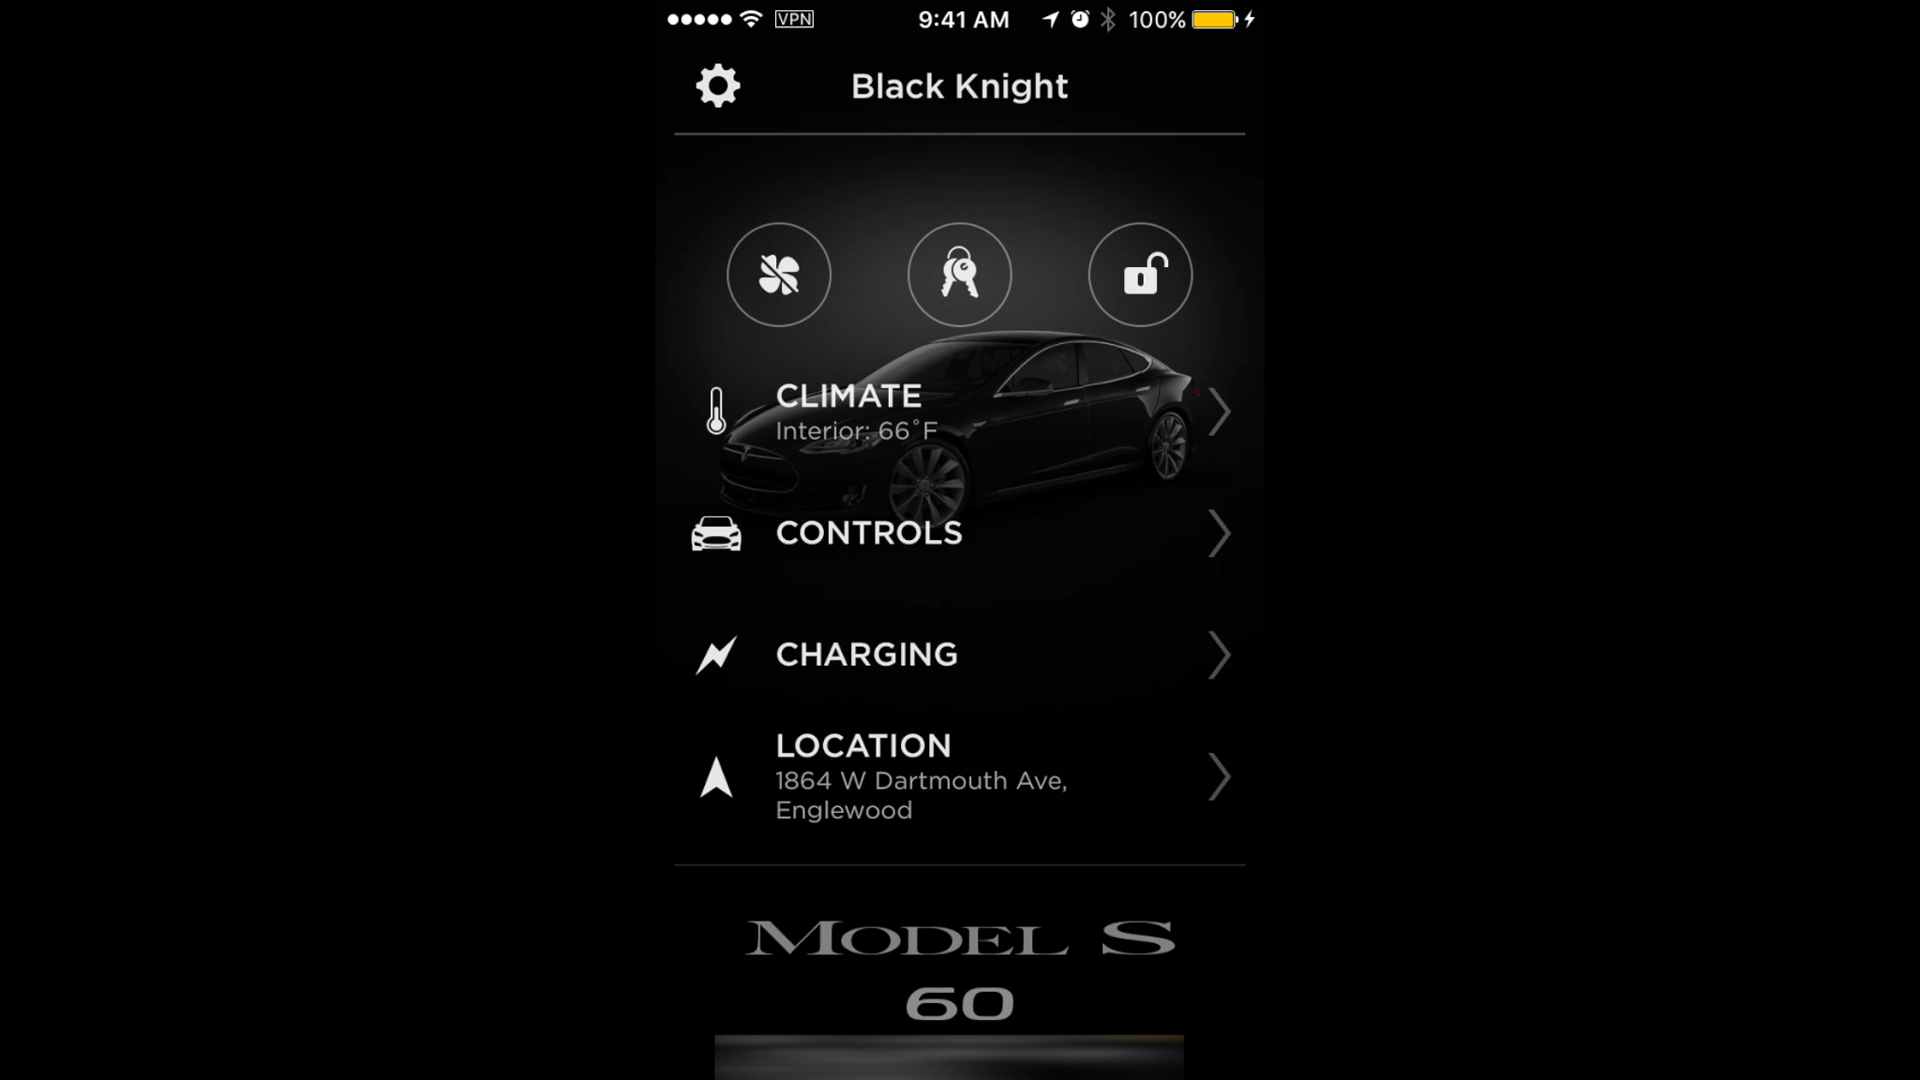 VPN 9:41 AM 100%
Black Knight
CLIMATE
Interior: 66°F
CONTROLS
CHARGING
LOCATION
1864 W Dartmouth Ave,
Englewood
MODEL S
60